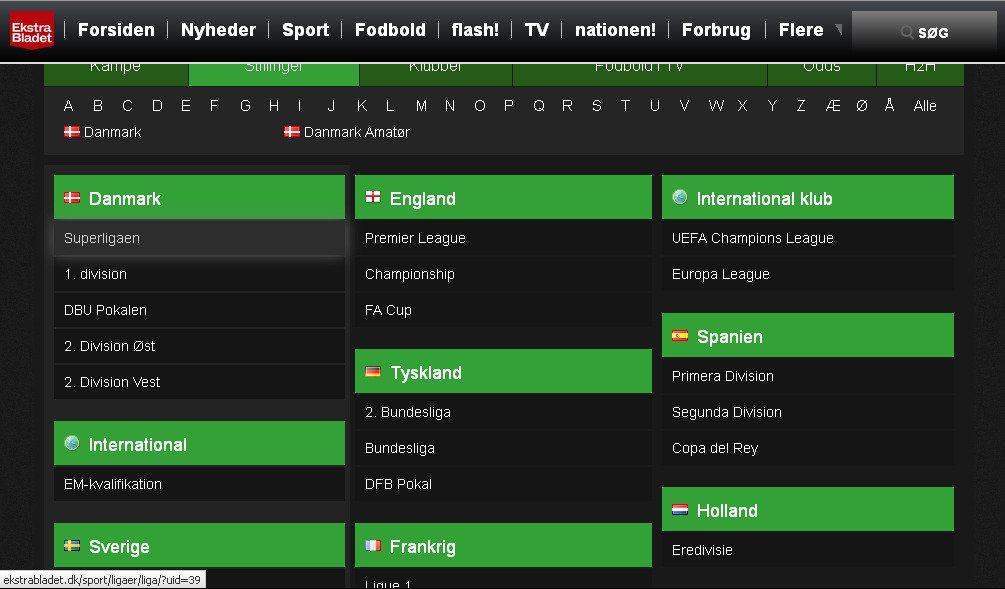 Ekstra
Bladet
Forsiden Nyheder Sport Fodbold flash! TV nationen! Forbrug Flere SØG
Kampe Stillinger Klubber Fodbold i TV Odds H2H
A B C D E F G H I J K L M N O P Q R S T U V W X Y Z Æ Ø Å Alle
Danmark Danmark Amatør
Danmark
Superligaen
1. division
DBU Pokalen
2. Division Øst
2. Division Vest
International
EM-kvalifikation
Sverige
England
Premier League
Championship
FA Cup
Tyskland
2. Bundesliga
Bundesliga
DFB Pokal
Frankrig
Ligue 1
International klub
UEFA Champions League
Europa League
Spanien
Primera Division
Segunda Division
Copa del Rey
Holland
Eredivisie
ekstrabladet.dk/sport/ligaer/liga/?uid=39